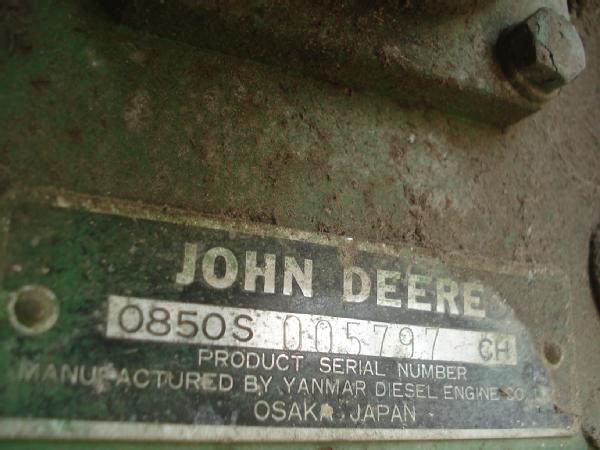 JOHN DEERE
0850S 005797 CH
PRODUCT SERIAL NUMBER
MANUFACTURED BY YANMAR DIESEL ENGINE CO
OSAKA JAPAN